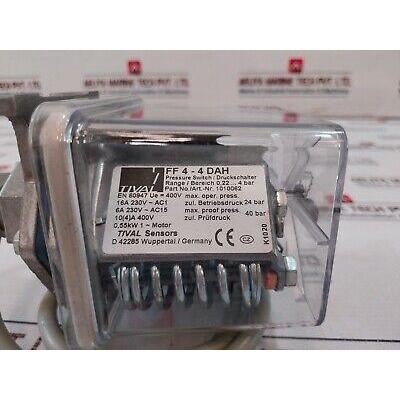 TIVAL
FF 4 - 4 DAH
Pressure Switch / Druckschalter
Range / Bereich 0,22 ... 4 bar
Part No./Art.-Nr. 1010062
EN 60947 Ue = 400V
max. oper. press.
16A 230V ~ AC1
zul. Betriebsdruck 24 bar
6A 230V ~ AC15
max. proof press.
10(4)A 400V
zul. Prüfdruck
40 bar
0,55kW 1 ~ Motor
TIVAL Sensors
D 42285 Wuppertal / Germany
K1020